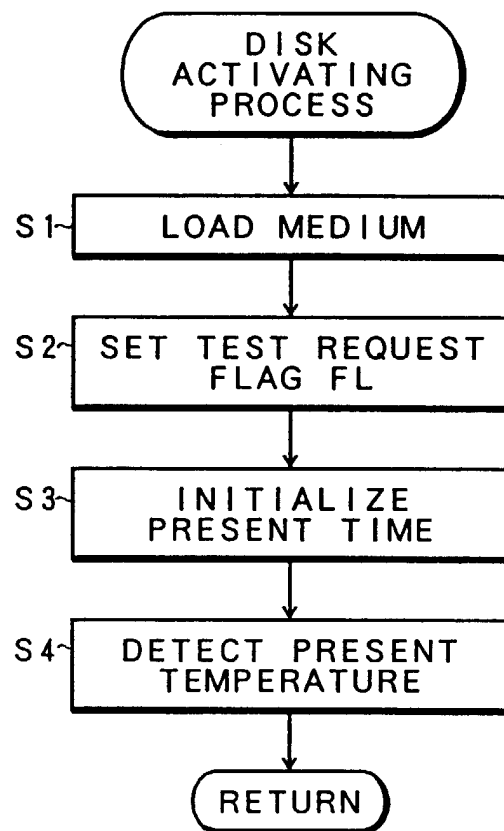 DISK
ACTIVATING
PROCESS
S1 LOAD MEDIUM
S2 SET TEST REQUEST
FLAG FL
S3 INITIALIZE
PRESENT TIME
S4 DETECT PRESENT
TEMPERATURE
RETURN